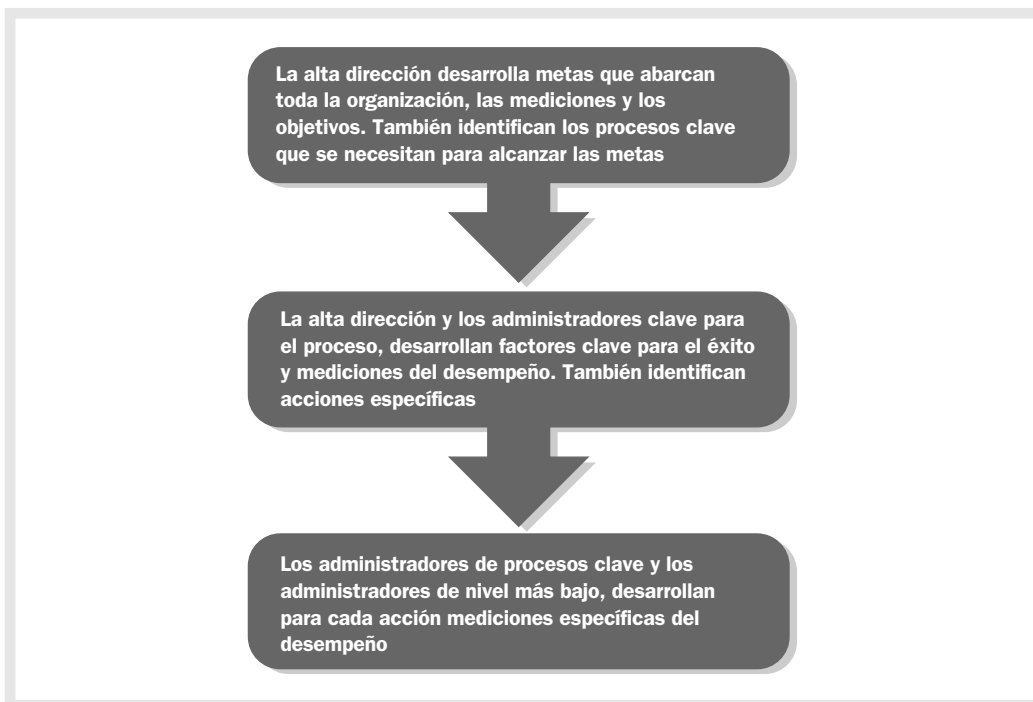 La alta dirección desarrolla metas que abarcan
toda la organización, las mediciones y los
objetivos. También identifican los procesos clave
que se necesitan para alcanzar las metas
La alta dirección y los administradores clave para
el proceso, desarrollan factores clave para el éxito
y mediciones del desempeño. También identifican
acciones específicas
Los administradores de procesos clave y los
administradores de nivel más bajo, desarrollan
para cada acción mediciones específicas del
desempeño